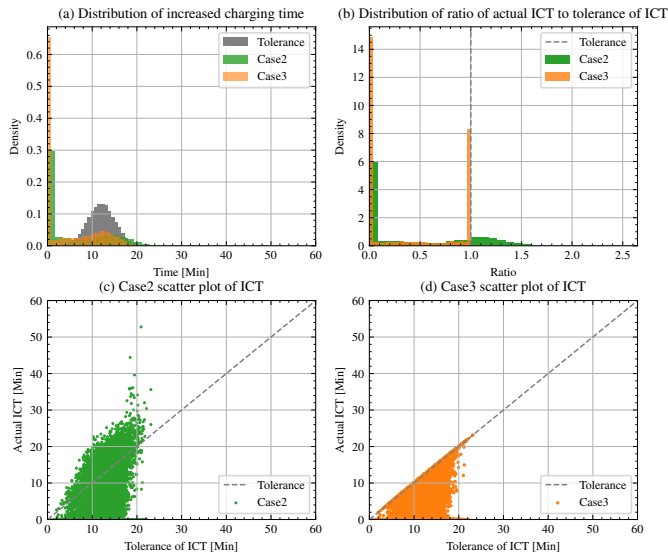 (a) Distribution of increased charging time
0.6
0.5
0.4
0.3
0.2
0.1
0.0
Density
Tolerance
Case2
Case3
0 10 20 30 40 50 60
Time [Min]
(b) Distribution of ratio of actual ICT to tolerance of ICT
14
12
10
8
6
4
2
0
Density
Tolerance
Case2
Case3
0.0 0.5 1.0 1.5 2.0 2.5
Ratio
(c) Case2 scatter plot of ICT
60
50
40
30
20
10
0
Actual ICT [Min]
Tolerance
Case2
0 10 20 30 40 50 60
Tolerance of ICT [Min]
(d) Case3 scatter plot of ICT
60
50
40
30
20
10
0
Actual ICT [Min]
Tolerance
Case3
0 10 20 30 40 50 60
Tolerance of ICT [Min]